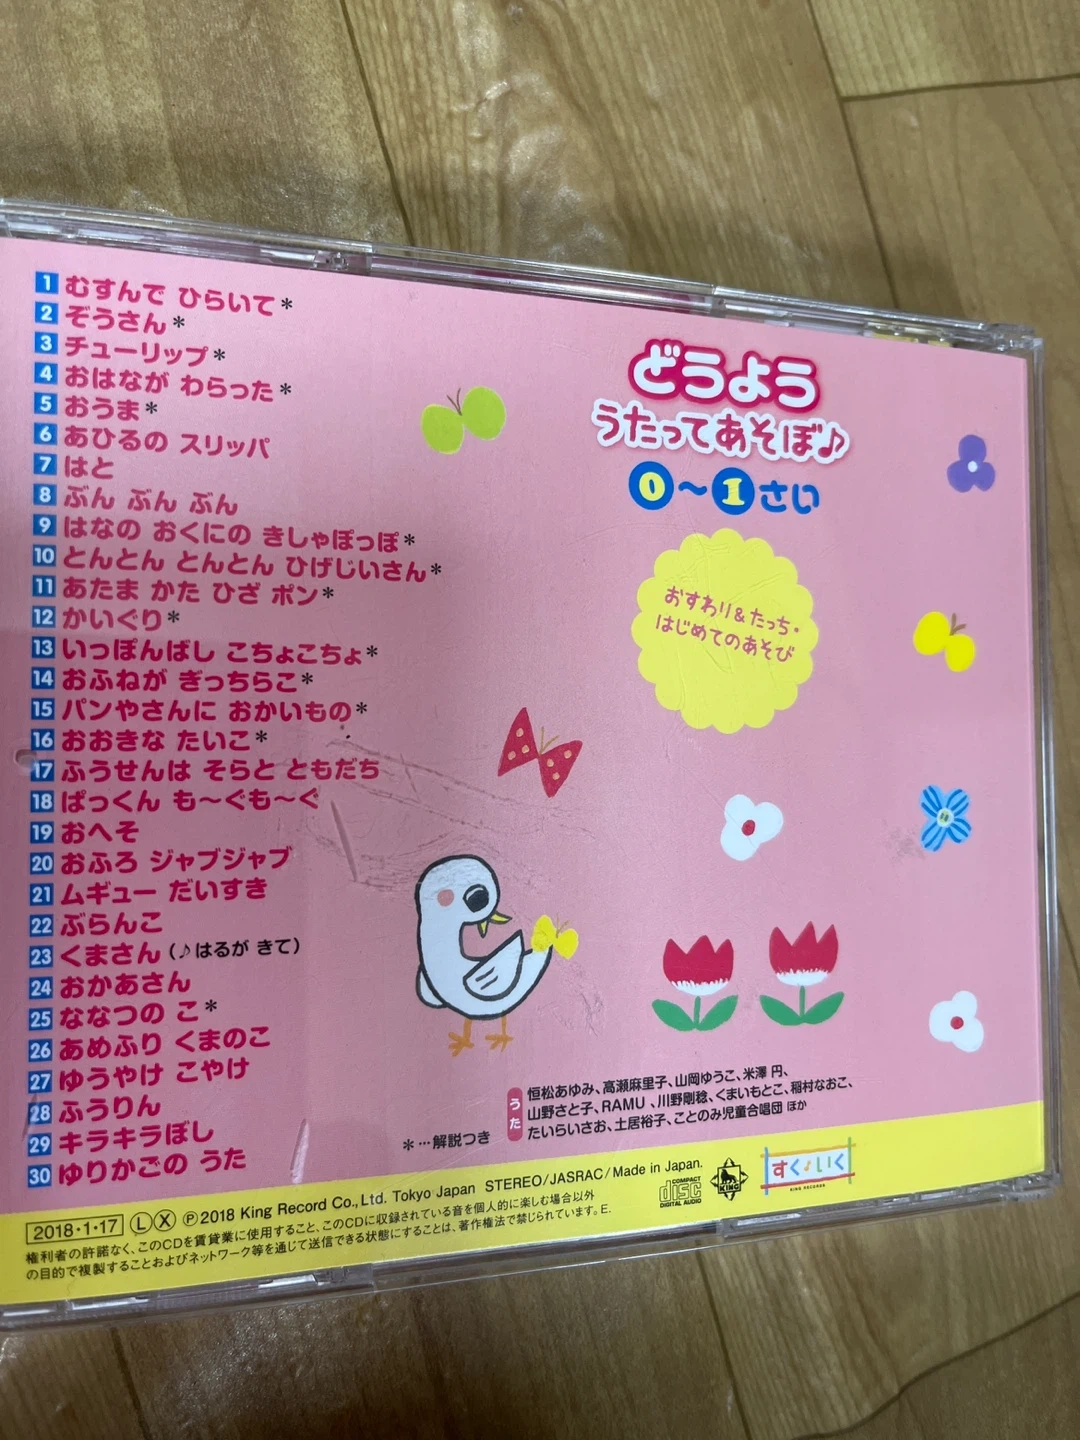 1 むすんで ひらいて*
2 ぞうさん*
3 チューリップ*
4 おはなが わらった*
5 おうま*
6 あひるの スリッパ
7 はと
8 ぶん ぶん ぶん
9 はなの おくにの きしゃぽっぽ*
10 とんとん とんとん ひげじいさん*
11 あたま かた ひざ ポン*
12 かいぐり*
13 いっぽんばし こちょこちょ*
14 おふねが ぎっちらこ*
15 パンやさんに おかいもの*
16 おおきな たいこ*
17 ふうせんは そらと ともだち
18 ぱっくん も〜ぐも〜ぐ
19 おへそ
20 おふろ ジャブジャブ
21 ムギュー だいすき
22 ぶらんこ
23 くまさん(♪はるが きて)
24 おかあさん
25 ななつの こ*
26 あめふり くまのこ
27 ゆうやけ こやけ
28 ふうりん
29 キラキラぼし
30 ゆりかごの うた
どうよう
うたってあそぼ♪
0〜1さい
おすわり&たっち・
はじめてのあそび
うた
恒松あゆみ、高瀬麻里子、山岡ゆうこ、米澤 円、
山野さと子、RAMU、川野剛稔、くまいもとこ、稲村なおこ、
たいらいさお、土居裕子、ことのみ児童合唱団 ほか
*…解説つき
2018・1・17 Ⓛ Ⓧ Ⓟ2018 King Record Co., Ltd. Tokyo Japan STEREO/JASRAC/Made in Japan.
権利者の許諾なく、このCDを賃貸業に使用すること、このCDに収録されている音を個人的に楽しむ場合以外
の目的で複製することおよびネットワーク等を通じて送信できる状態にすることは、著作権法で禁じられています。E.
COMPACT
disc
DIGITAL AUDIO
KING
すく♪いく
KING RECORDS